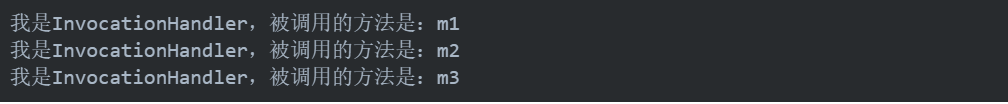 我是InvocationHandler，被调用的方法是：m1
我是InvocationHandler，被调用的方法是：m2
我是InvocationHandler，被调用的方法是：m3